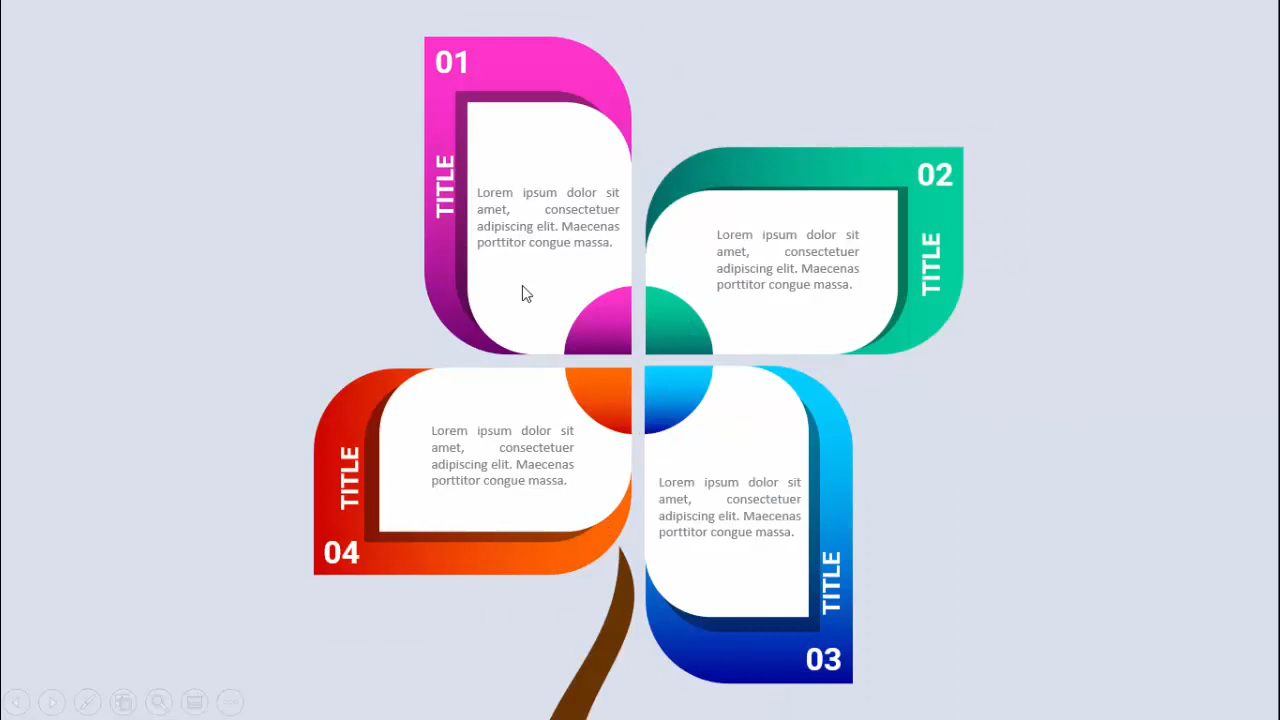 01
TITLE
Lorem ipsum dolor sit
amet, consectetuer
adipiscing elit. Maecenas
porttitor congue massa.
02
TITLE
Lorem ipsum dolor sit
amet, consectetuer
adipiscing elit. Maecenas
porttitor congue massa.
Lorem ipsum dolor sit
amet, consectetuer
adipiscing elit. Maecenas
porttitor congue massa.
TITLE
03
TITLE
Lorem ipsum dolor sit
amet, consectetuer
adipiscing elit. Maecenas
porttitor congue massa.
04